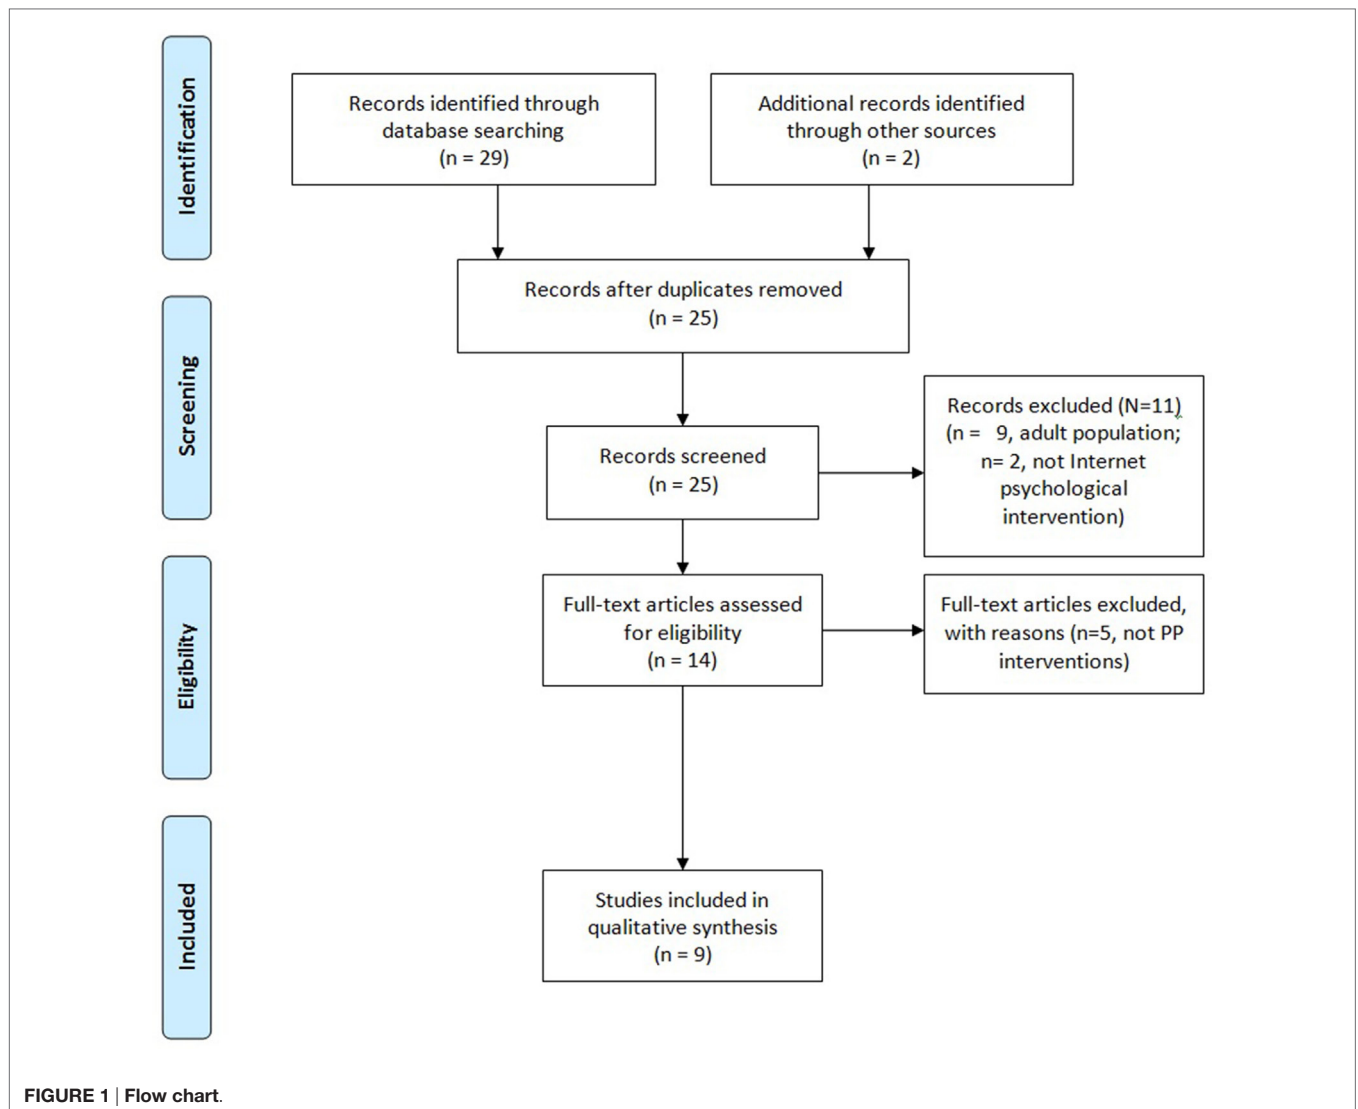 Identification
Records identified through
database searching
(n = 29)
Additional records identified
through other sources
(n = 2)
Records after duplicates removed
(n = 25)
Screening
Records screened
(n = 25)
Records excluded (N=11)
(n =   9, adult population;
n= 2, not Internet
psychological
intervention)
Eligibility
Full-text articles assessed
for eligibility
(n = 14)
Full-text articles excluded,
with reasons (n=5, not PP
interventions)
Included
Studies included in
qualitative synthesis
(n = 9)
FIGURE 1 | Flow chart.